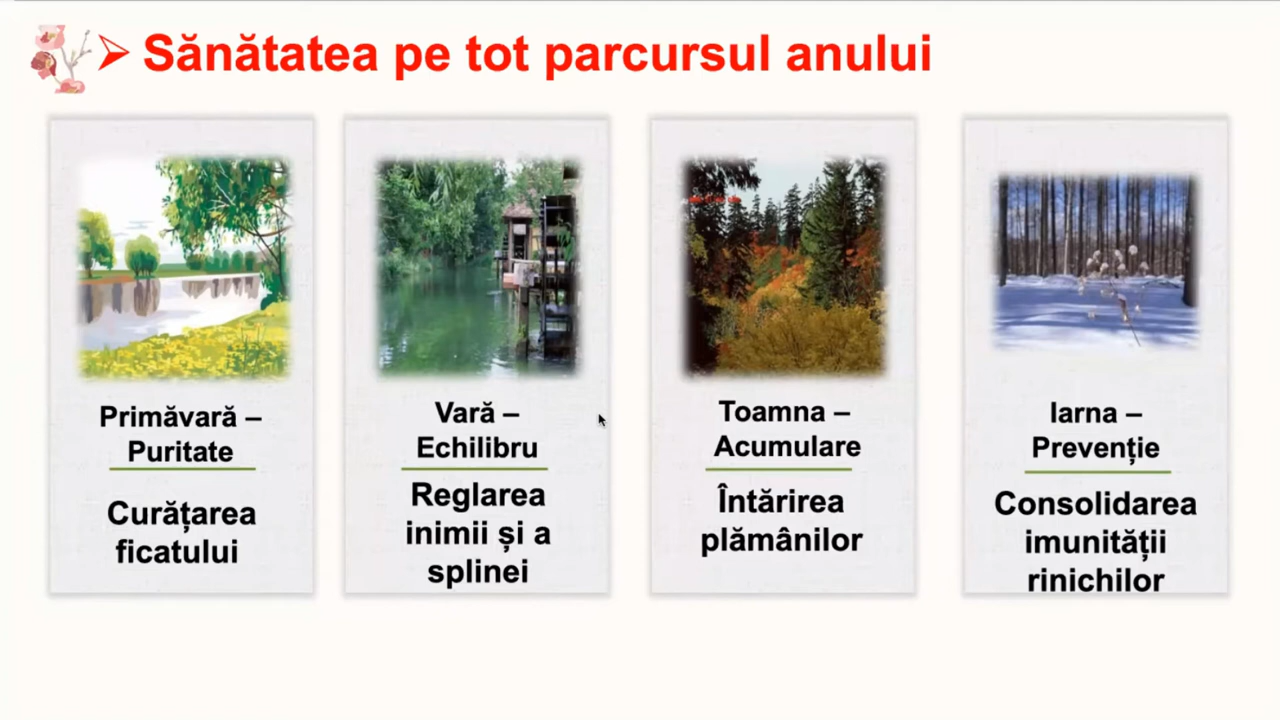 Sănătatea pe tot parcursul anului
Primăvară –
Puritate
Curățarea
ficatului
Vară –
Echilibru
Reglarea
inimii și a
splinei
Toamna –
Acumulare
Întărirea
plămânilor
Iarna –
Prevenție
Consolidarea
imunității
rinichilor